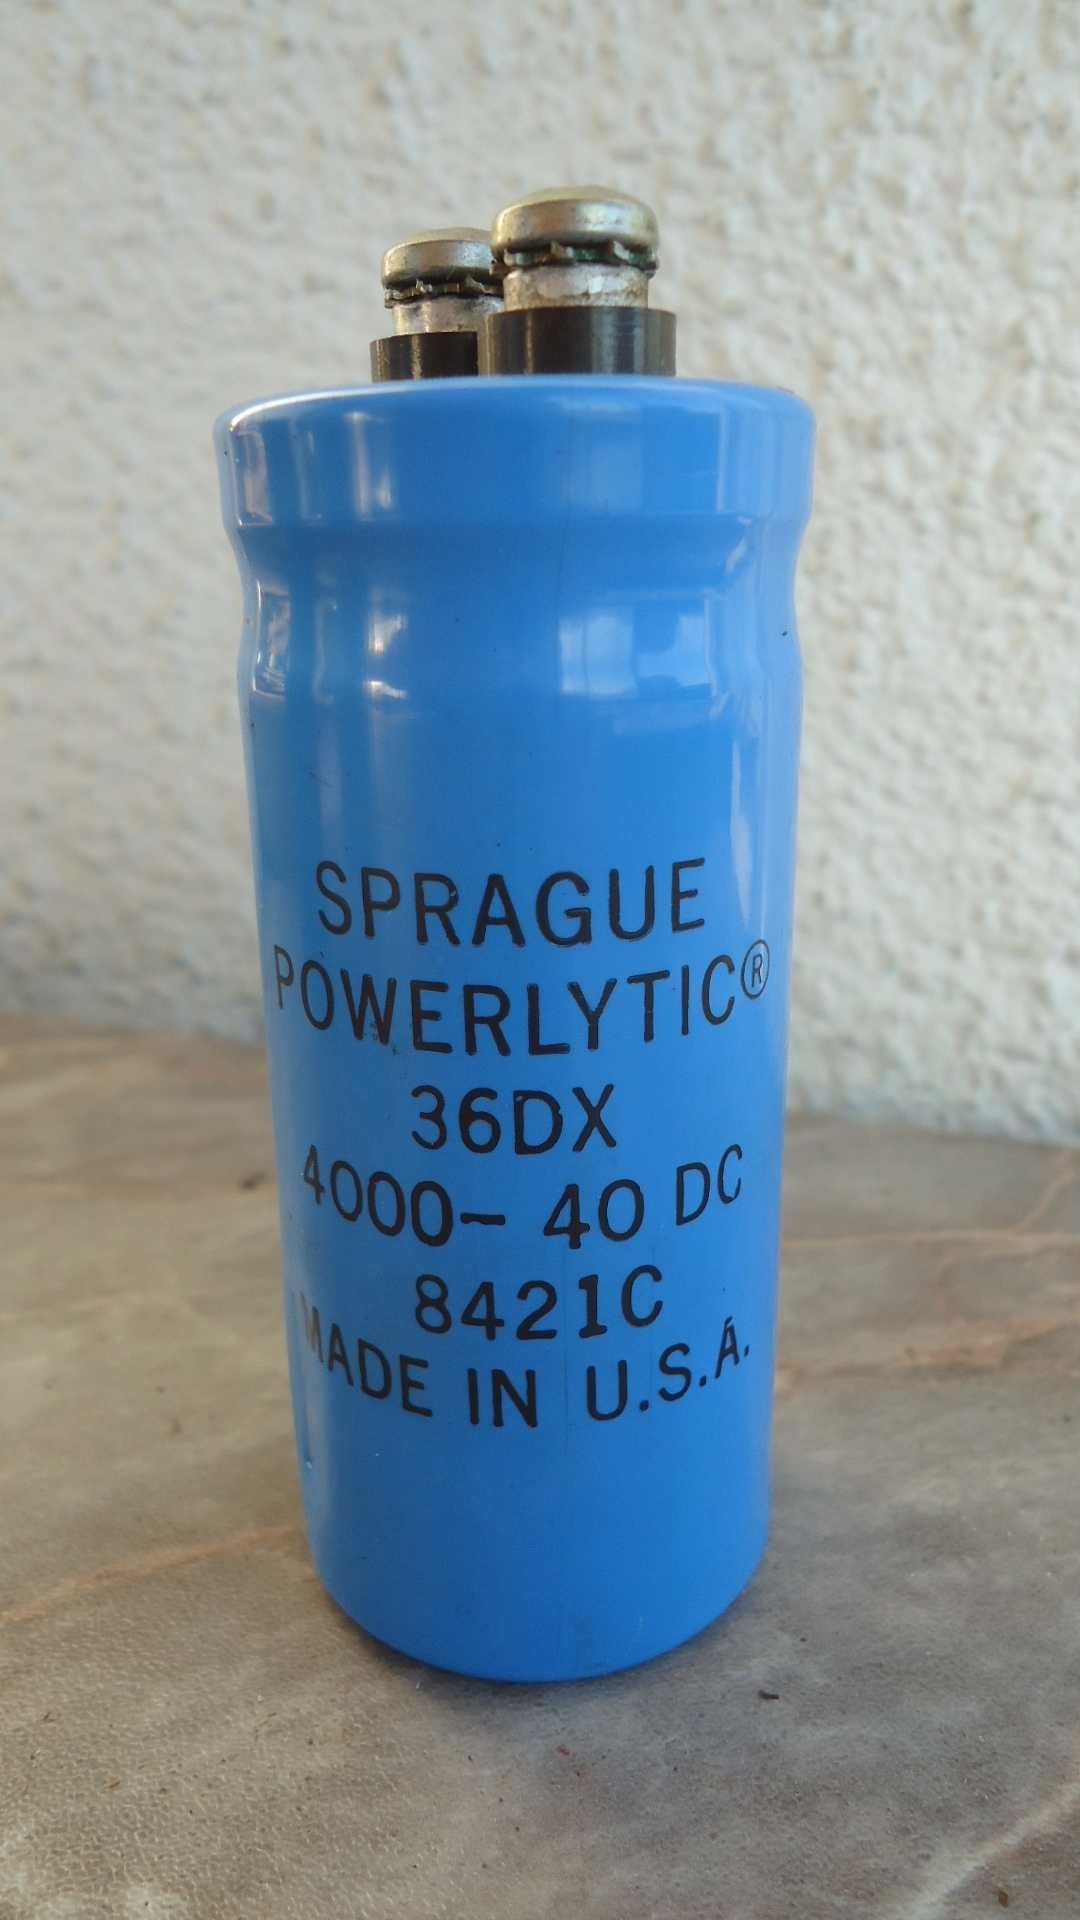 SPRAGUE
POWERLYTIC®
36DX
4000- 40 DC
8421C
MADE IN U.S.A.